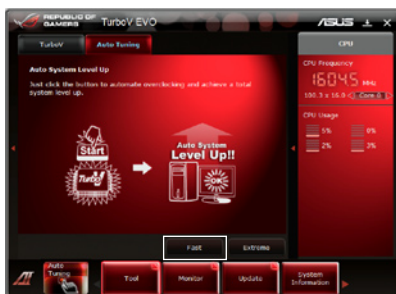 REPUBLIC OF
GAMERS
TurboV EVO
ASUS
TurboV
Auto Tuning
CPU
Auto System Level Up
Just click the button to automate overclocking and achieve a total
system level up.
CPU Frequency
1604.5 MHz
100.3 x 16.0
Core 0
CPU Usage
5%
0%
2%
3%
Start
TurboV
Auto System
Level Up!!
OK
Fast
Extreme
Auto
Tuning
Tool
Monitor
Update
System
Information